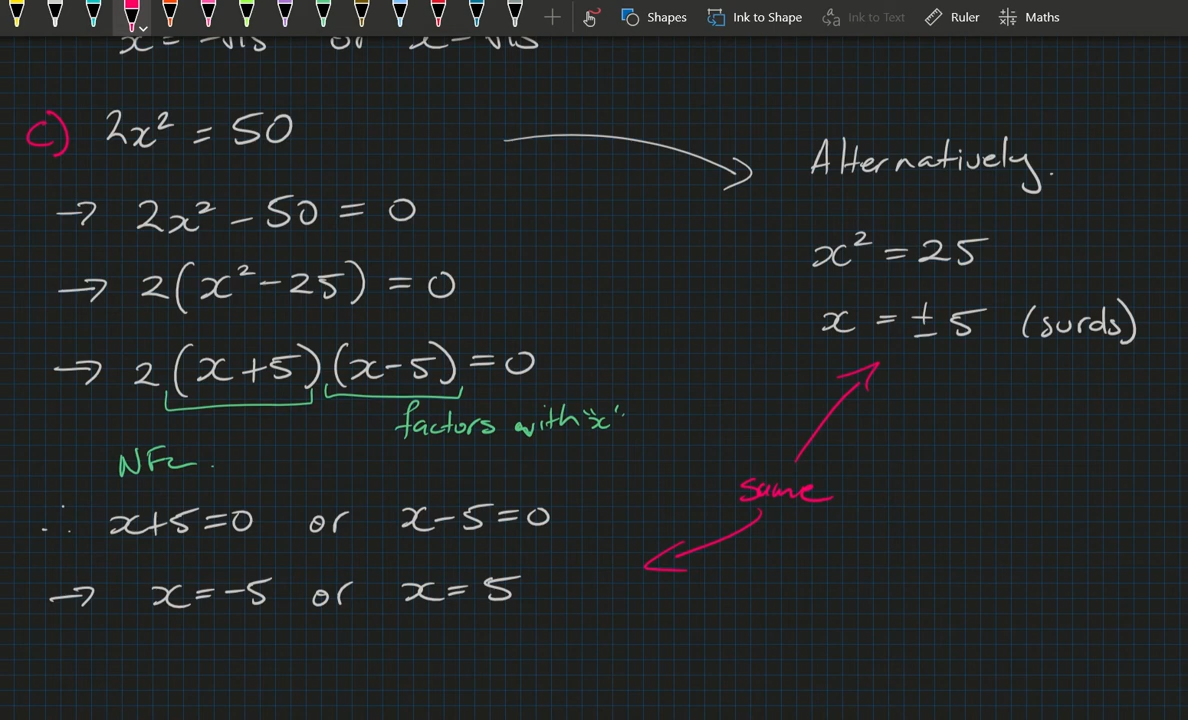 Shapes Ink to Shape Ink to Text Ruler Maths
c) 2x² = 50
→ 2x² - 50 = 0
→ 2(x² - 25) = 0
→ 2(x+5)(x-5) = 0
factors with "x"
∴ x+5=0 or x-5=0
→ x=-5 or x=5
Alternatively.
x² = 25
x = ±5 (surds)
same